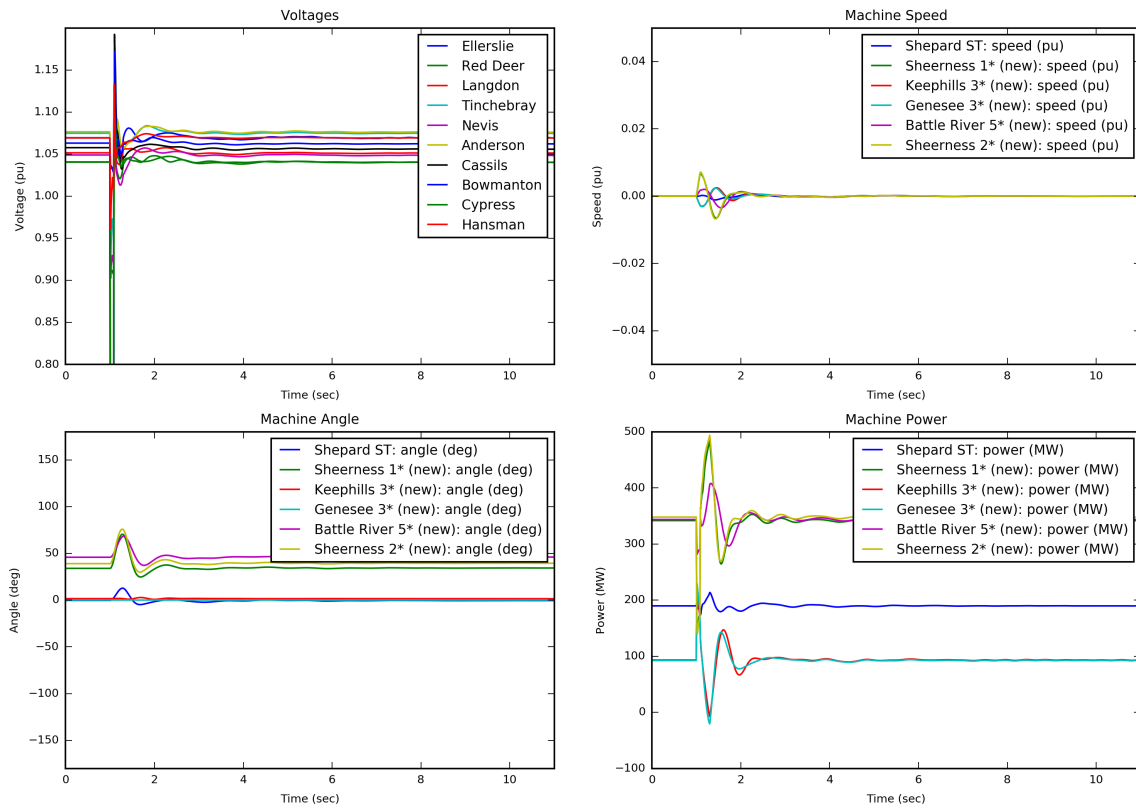 Voltages
1.15
1.10
1.05
1.00
0.95
0.90
0.85
0.80
Voltage (pu)
Ellerslie
Red Deer
Langdon
Tinchebray
Nevis
Anderson
Cassils
Bowmanton
Cypress
Hansman
0 2 4 6 8 10
Time (sec)
Machine Speed
0.04
0.02
0.00
−0.02
−0.04
Speed (pu)
Shepard ST: speed (pu)
Sheerness 1* (new): speed (pu)
Keephills 3* (new): speed (pu)
Genesee 3* (new): speed (pu)
Battle River 5* (new): speed (pu)
Sheerness 2* (new): speed (pu)
0 2 4 6 8 10
Time (sec)
Machine Angle
150
100
50
0
−50
−100
−150
Angle (deg)
Shepard ST: angle (deg)
Sheerness 1* (new): angle (deg)
Keephills 3* (new): angle (deg)
Genesee 3* (new): angle (deg)
Battle River 5* (new): angle (deg)
Sheerness 2* (new): angle (deg)
0 2 4 6 8 10
Time (sec)
Machine Power
500
400
300
200
100
0
−100
Power (MW)
Shepard ST: power (MW)
Sheerness 1* (new): power (MW)
Keephills 3* (new): power (MW)
Genesee 3* (new): power (MW)
Battle River 5* (new): power (MW)
Sheerness 2* (new): power (MW)
0 2 4 6 8 10
Time (sec)